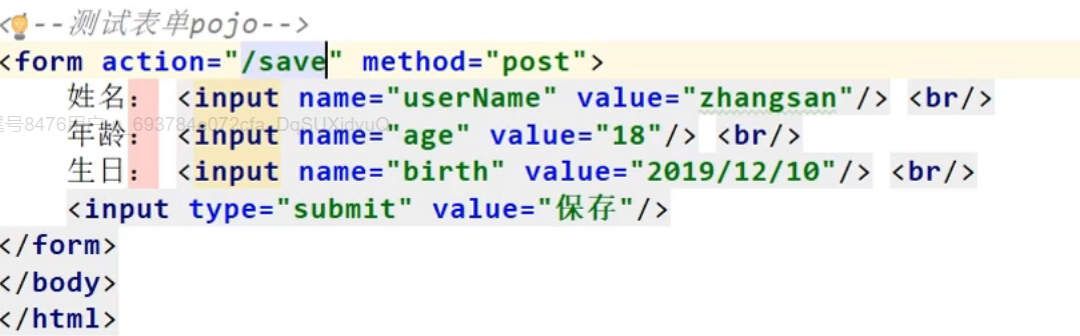 <!--测试表单pojo-->
<form action="/save" method="post">
姓名： <input name="userName" value="zhangsan"/> <br/>
年龄： <input name="age" value="18"/> <br/>
生日： <input name="birth" value="2019/12/10"/> <br/>
<input type="submit" value="保存"/>
</form>
</body>
</html>